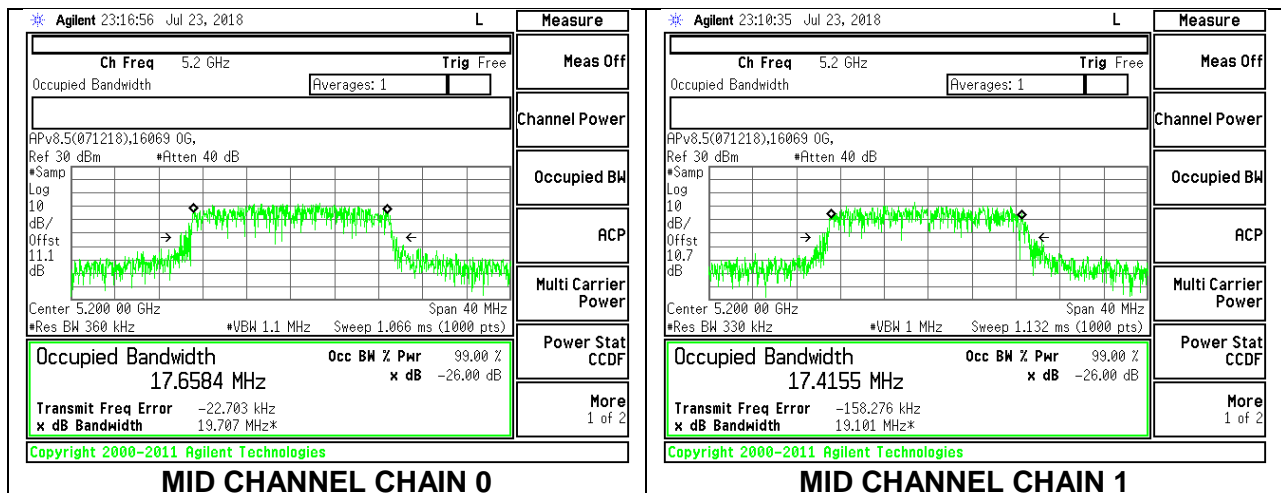 Agilent 23:16:56 Jul 23, 2018 L Measure
Ch Freq 5.2 GHz Trig Free
Occupied Bandwidth Averages: 1
APv8.5(071218),16069 OG,
Ref 30 dBm #Atten 40 dB
#Samp
Log
10
dB/
Offst
11.1
dB
Center 5.200 00 GHz Span 40 MHz
#Res BW 360 kHz #VBW 1.1 MHz Sweep 1.066 ms (1000 pts)
Occupied Bandwidth Occ BW % Pwr 99.00 %
17.6584 MHz x dB -26.00 dB
Transmit Freq Error -22.703 kHz
x dB Bandwidth 19.707 MHz*
Copyright 2000-2011 Agilent Technologies
Meas Off
Channel Power
Occupied BW
ACP
Multi Carrier
Power
Power Stat
CCDF
More
1 of 2
MID CHANNEL CHAIN 0
Agilent 23:10:35 Jul 23, 2018 L Measure
Ch Freq 5.2 GHz Trig Free
Occupied Bandwidth Averages: 1
APv8.5(071218),16069 OG,
Ref 30 dBm #Atten 40 dB
#Samp
Log
10
dB/
Offst
10.7
dB
Center 5.200 00 GHz Span 40 MHz
#Res BW 330 kHz #VBW 1 MHz Sweep 1.132 ms (1000 pts)
Occupied Bandwidth Occ BW % Pwr 99.00 %
17.4155 MHz x dB -26.00 dB
Transmit Freq Error -158.276 kHz
x dB Bandwidth 19.101 MHz*
Copyright 2000-2011 Agilent Technologies
Meas Off
Channel Power
Occupied BW
ACP
Multi Carrier
Power
Power Stat
CCDF
More
1 of 2
MID CHANNEL CHAIN 1